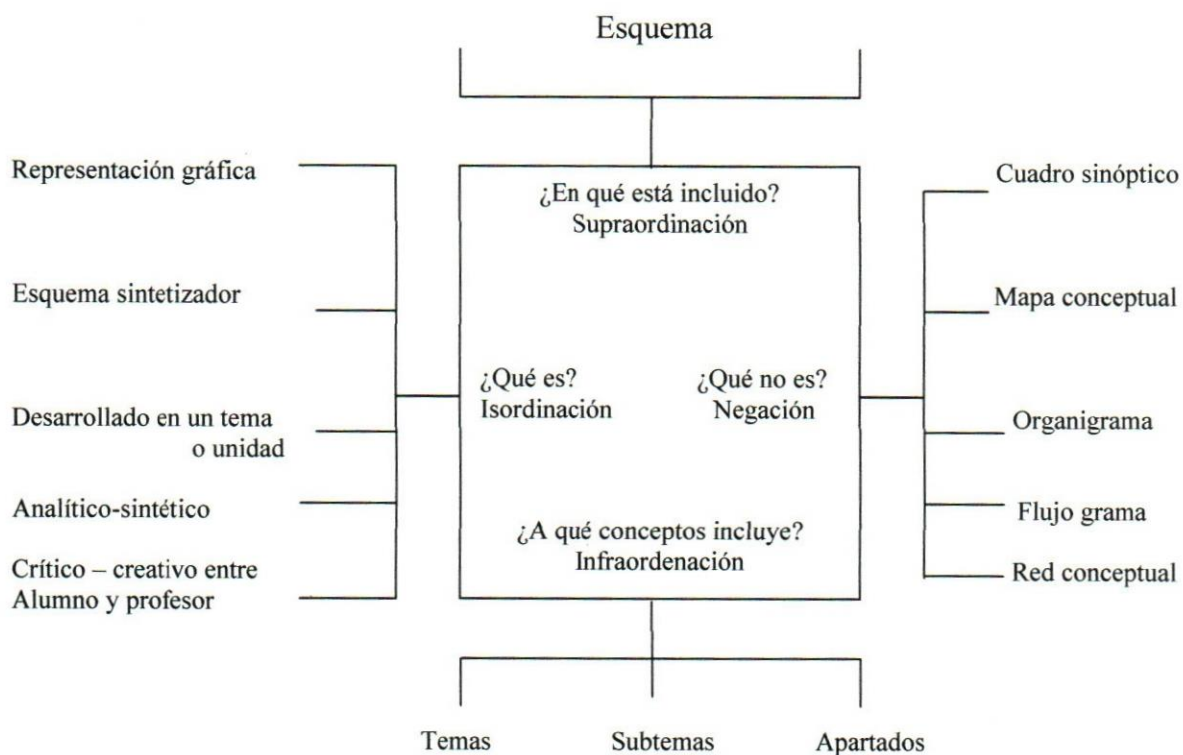 Esquema
Representación gráfica
Esquema sintetizador
Desarrollado en un tema
o unidad
Analítico-sintético
Crítico – creativo entre
Alumno y profesor
¿En qué está incluido?
Supraordinación
¿Qué es?
Isordinación
¿Qué no es?
Negación
¿A qué conceptos incluye?
Infraordenación
Cuadro sinóptico
Mapa conceptual
Organigrama
Flujo grama
Red conceptual
Temas
Subtemas
Apartados